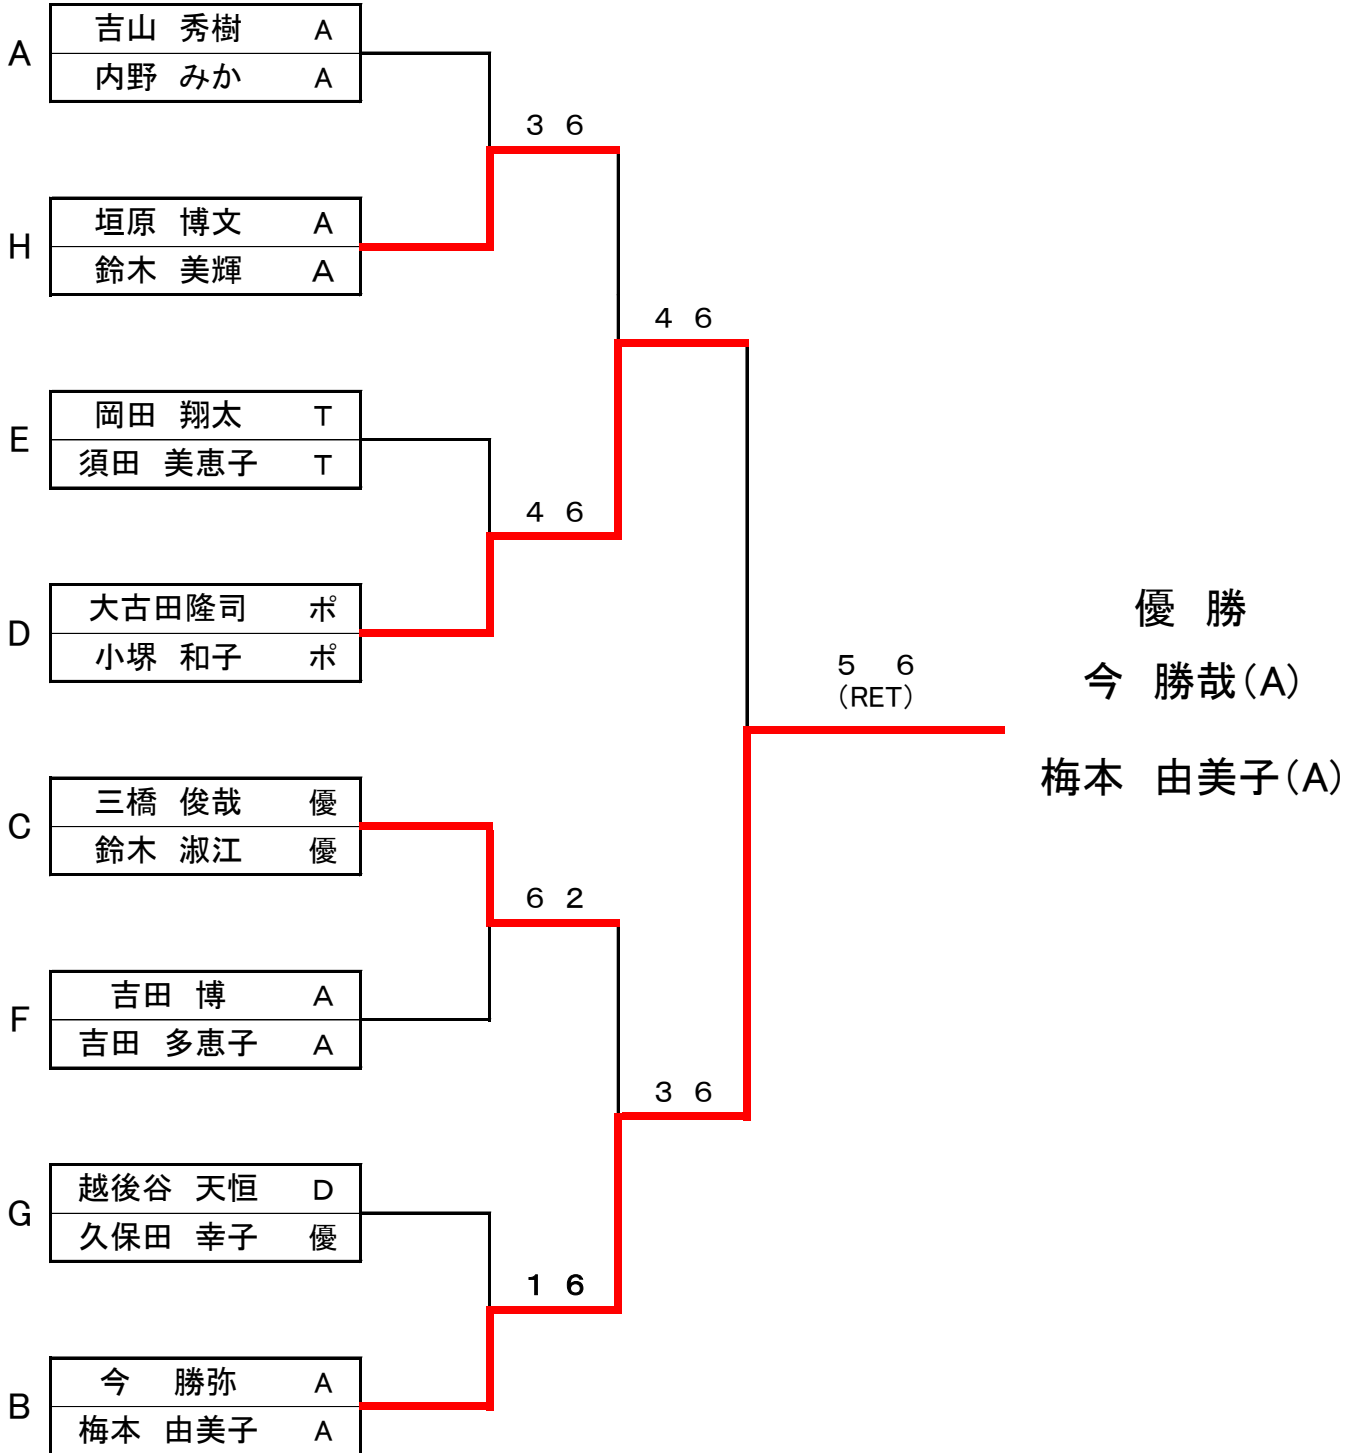 A
吉山 秀樹 A
内野 みか A
3 6
H
垣原 博文 A
鈴木 美輝 A
4 6
E
岡田 翔太 T
須田 美恵子 T
4 6
D
大古田隆司 ポ
小堺 和子 ポ
優 勝
5 6
(RET)
今 勝哉(A)
梅本 由美子(A)
C
三橋 俊哉 優
鈴木 淑江 優
6 2
F
吉田 博 A
吉田 多恵子 A
3 6
G
越後谷 天恒 D
久保田 幸子 優
1 6
B
今 勝弥 A
梅本 由美子 A